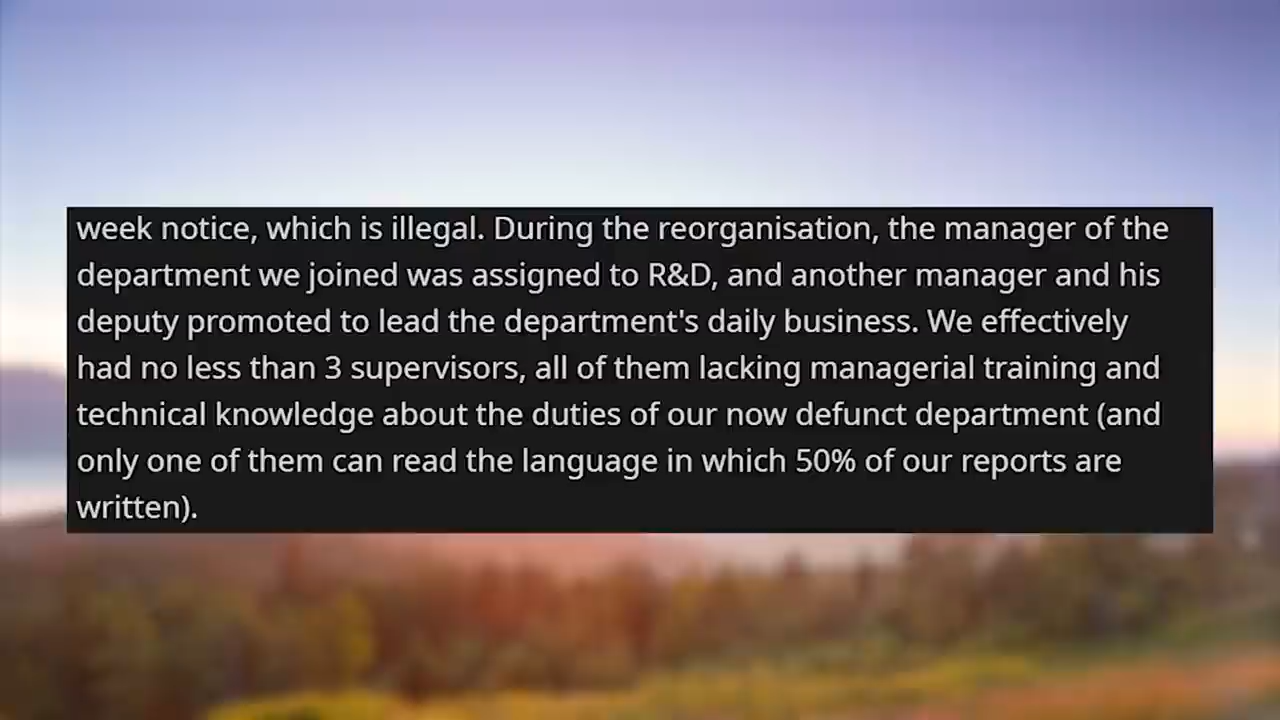 week notice, which is illegal. During the reorganisation, the manager of the
department we joined was assigned to R&D, and another manager and his
deputy promoted to lead the department's daily business. We effectively
had no less than 3 supervisors, all of them lacking managerial training and
technical knowledge about the duties of our now defunct department (and
only one of them can read the language in which 50% of our reports are
written).